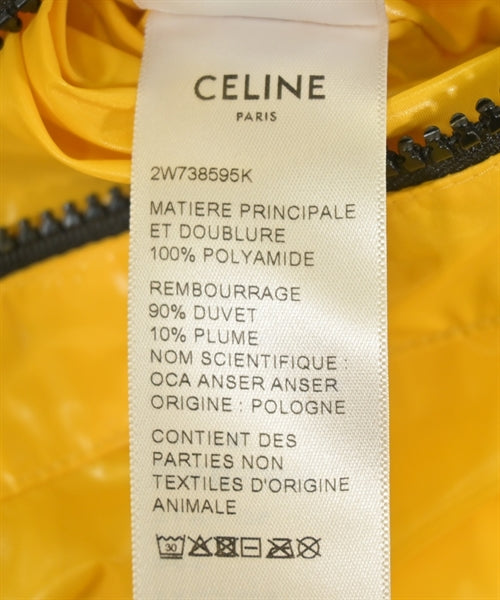 CELINE
PARIS
2W738595K
MATIERE PRINCIPALE
ET DOUBLURE
100% POLYAMIDE
REMBOURRAGE
90% DUVET
10% PLUME
NOM SCIENTIFIQUE :
OCA ANSER ANSER
ORIGINE : POLOGNE
CONTIENT DES
PARTIES NON
TEXTILES D'ORIGINE
ANIMALE
30